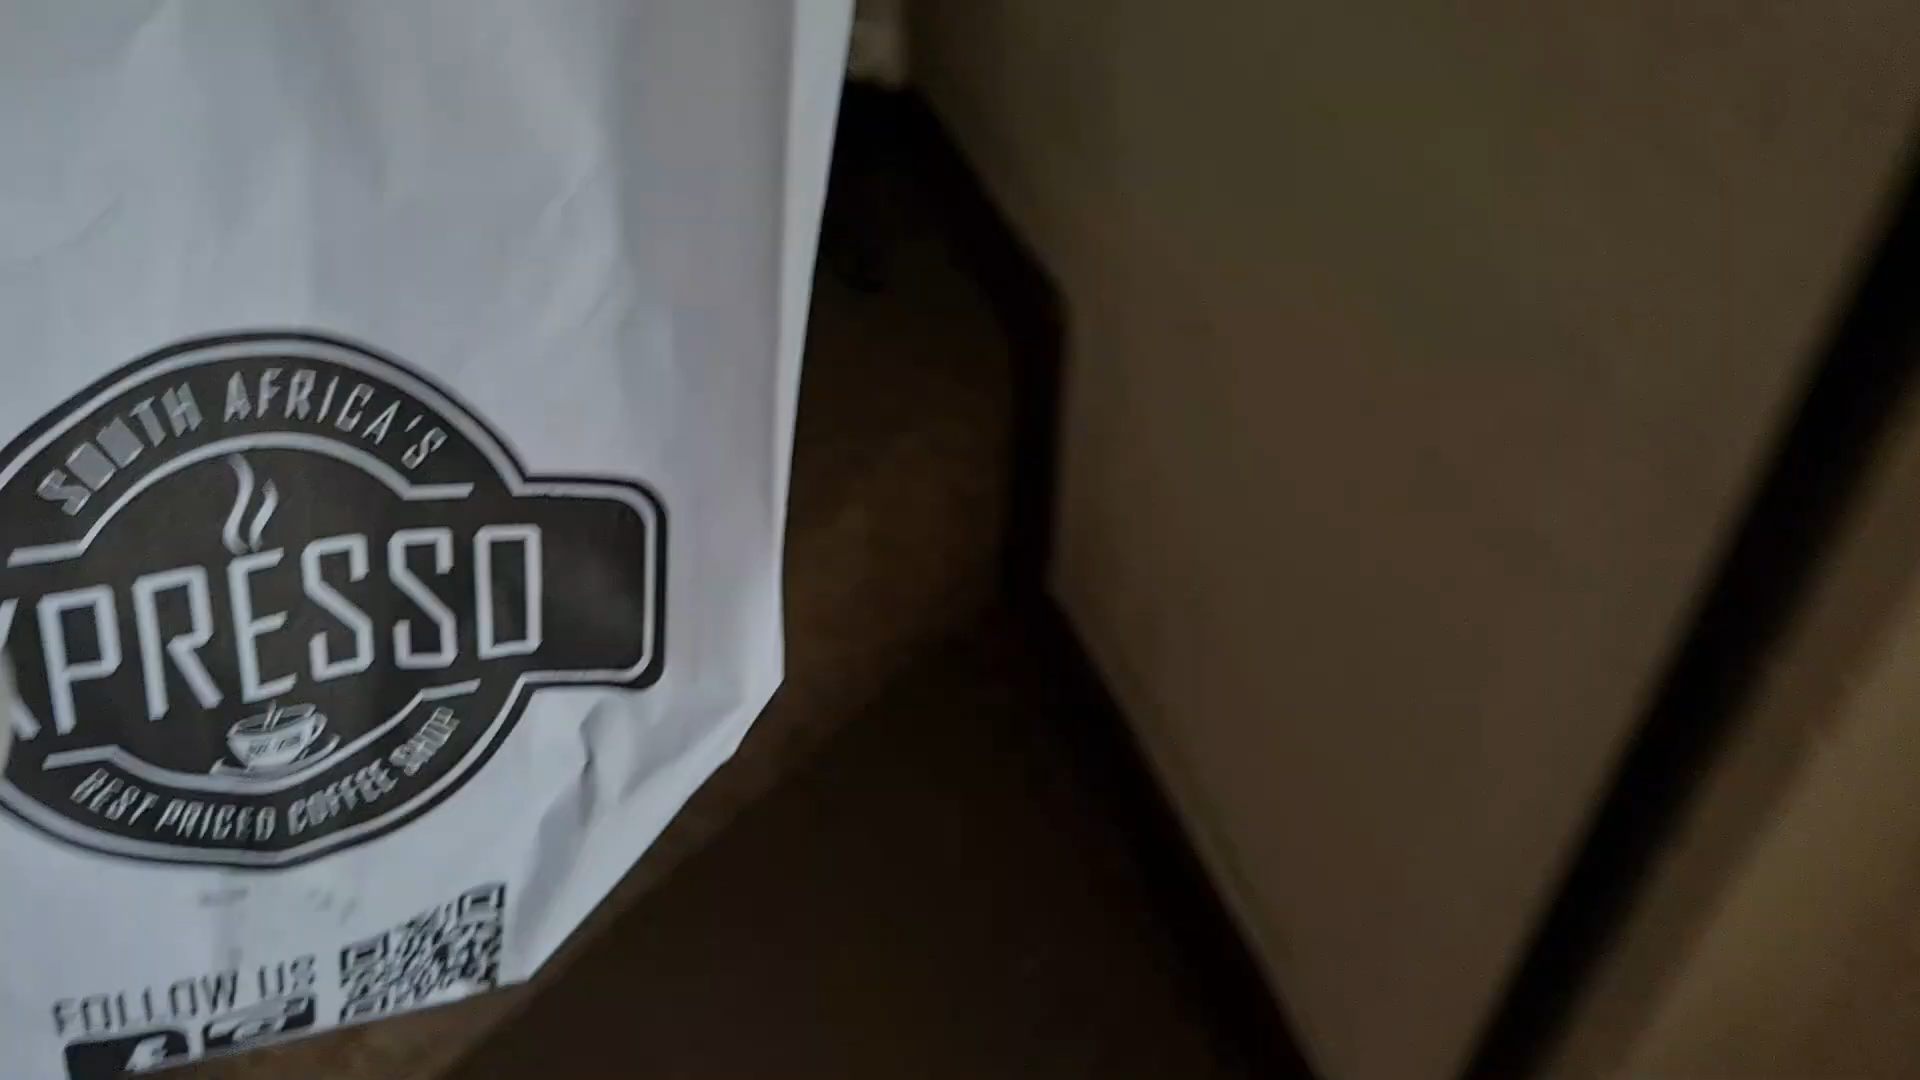 SOUTH AFRICA'S
XPRESSO
BEST PRICED COFFEE SHOP
FOLLOW US